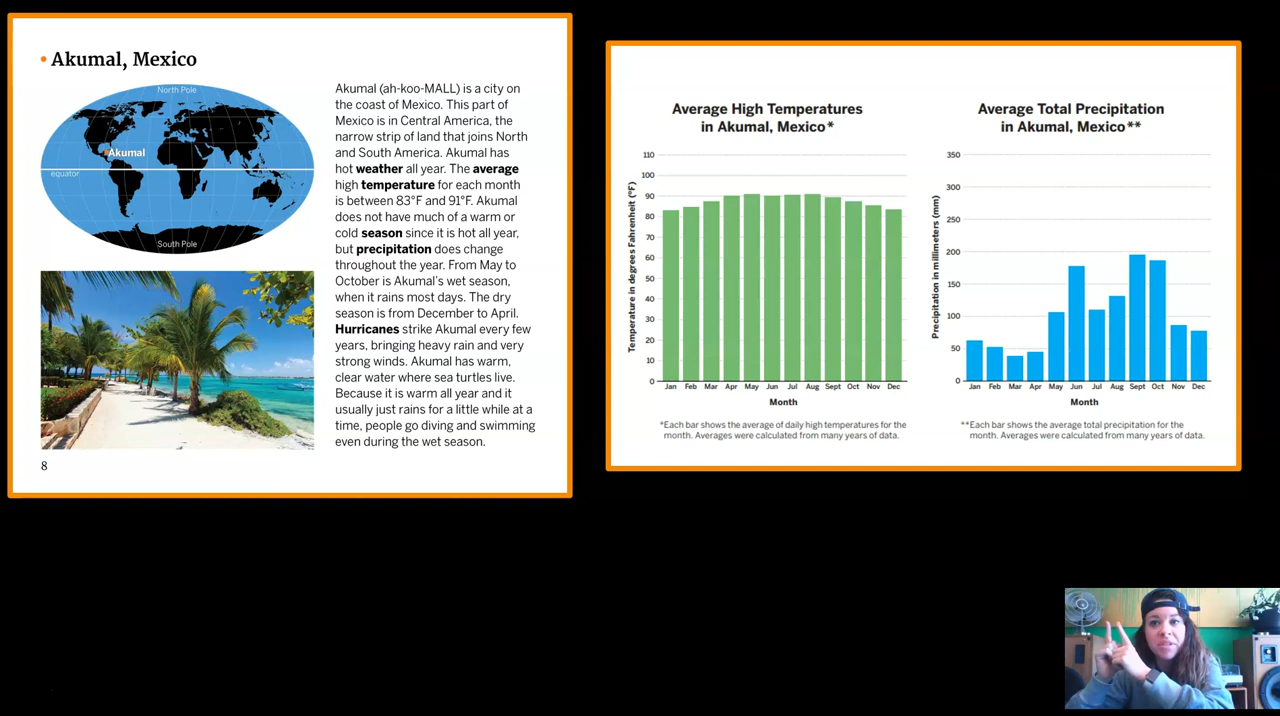 • Akumal, Mexico
North Pole
Akumal
equator
South Pole
Akumal (ah-koo-MALL) is a city on
the coast of Mexico. This part of
Mexico is in Central America, the
narrow strip of land that joins North
and South America. Akumal has
hot weather all year. The average
high temperature for each month
is between 83°F and 91°F. Akumal
does not have much of a warm or
cold season since it is hot all year,
but precipitation does change
throughout the year. From May to
October is Akumal's wet season,
when it rains most days. The dry
season is from December to April.
Hurricanes strike Akumal every few
years, bringing heavy rain and very
strong winds. Akumal has warm,
clear water where sea turtles live.
Because it is warm all year and it
usually just rains for a little while at a
time, people go diving and swimming
even during the wet season.
8
Average High Temperatures
in Akumal, Mexico*
Temperature in degrees Fahrenheit (°F)
110
100
90
80
70
60
50
40
30
20
10
0
Jan Feb Mar Apr May Jun Jul Aug Sept Oct Nov Dec
Month
*Each bar shows the average of daily high temperatures for the
month. Averages were calculated from many years of data.
Average Total Precipitation
in Akumal, Mexico**
Precipitation in millimeters (mm)
350
300
250
200
150
100
50
0
Jan Feb Mar Apr May Jun Jul Aug Sept Oct Nov Dec
Month
**Each bar shows the average total precipitation for the
month. Averages were calculated from many years of data.